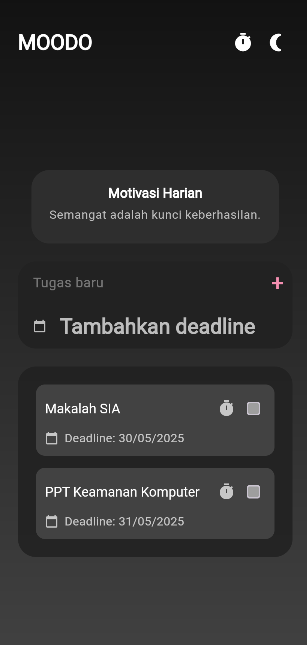 MOODO
Motivasi Harian
Semangat adalah kunci keberhasilan.
Tugas baru
Tambahkan deadline
Makalah SIA
Deadline: 30/05/2025
PPT Keamanan Komputer
Deadline: 31/05/2025